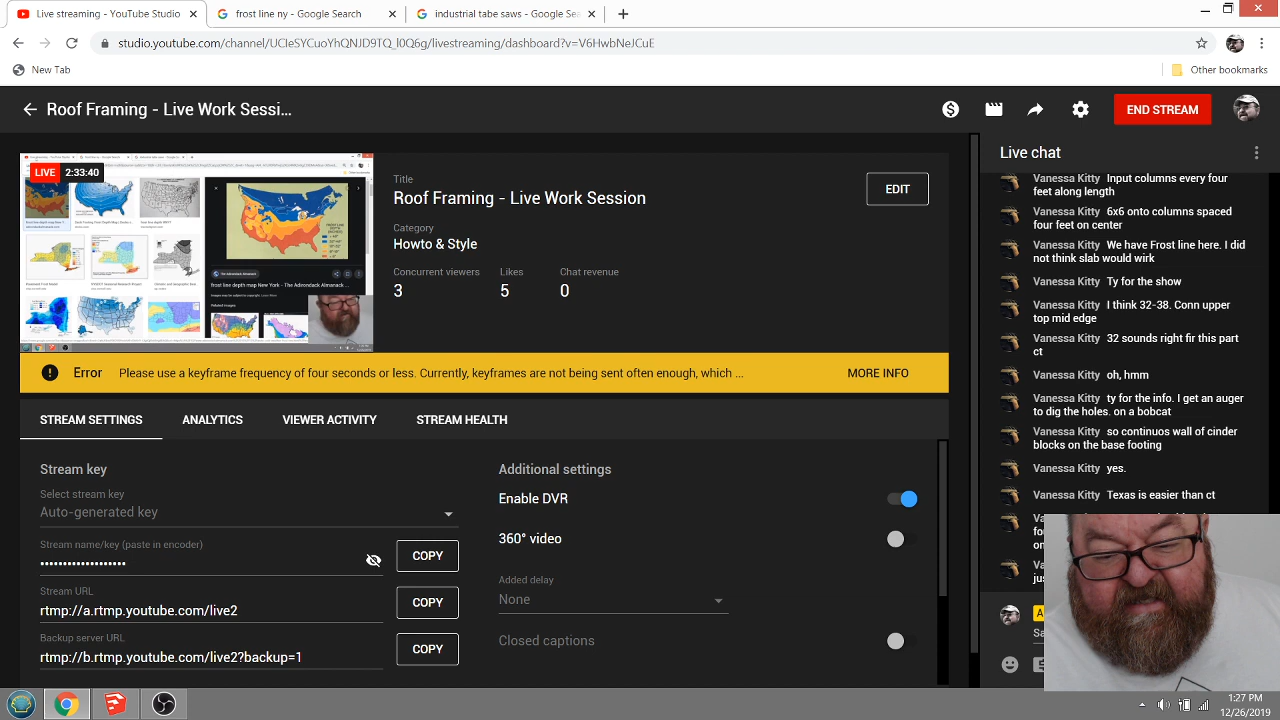 Live streaming - YouTube Studio
frost line ny - Google Search
industrial tabe saws - Google Sea
studio.youtube.com/channel/UCIeSYCuoYhQNJD9TQ_l0Q6g/livestreaming/dashboard?v=V6HwbNeJCuE
New Tab
Other bookmarks
Roof Framing - Live Work Sessi...
END STREAM
LIVE 2:33:40
Title
Roof Framing - Live Work Session
EDIT
Category
Howto & Style
Concurrent viewers Likes Chat revenue
3 5 0
Error Please use a keyframe frequency of four seconds or less. Currently, keyframes are not being sent often enough, which ...
MORE INFO
STREAM SETTINGS ANALYTICS VIEWER ACTIVITY STREAM HEALTH
Stream key
Select stream key
Auto-generated key
Stream name/key (paste in encoder)
COPY
Stream URL
rtmp://a.rtmp.youtube.com/live2
COPY
Backup server URL
rtmp://b.rtmp.youtube.com/live2?backup=1
COPY
Additional settings
Enable DVR
360° video
Added delay
None
Closed captions
Live chat
Vanessa Kitty Input columns every four
feet along length
Vanessa Kitty
feet on center
Vanessa Kitty We have Frost line here. I did
not think slab would wirk
Vanessa Kitty Ty for the show
Vanessa Kitty I think 32-38. Conn upper
top mid edge
Vanessa Kitty 32 sounds right fir the part
ct
Vanessa Kitty oh, hmm
Vanessa Kitty ty for the info. I get an auger
to dig the holes. on a bobcat
Vanessa Kitty so continuos wall of cinder
blocks on the base footing
Vanessa Kitty yes.
Vanessa Kitty Texas is easier than ct
1:27 PM
12/26/2019